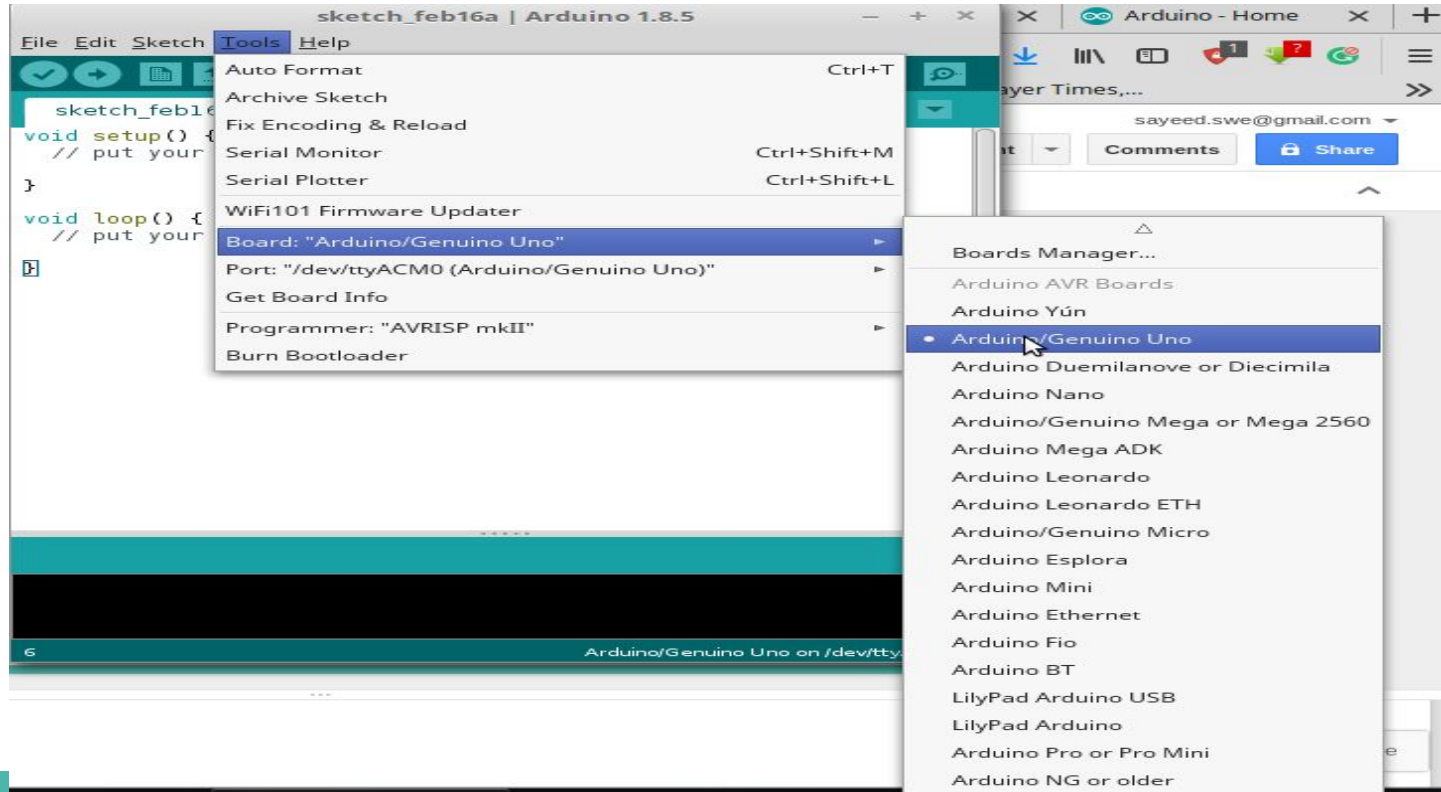 sketch_feb16a | Arduino 1.8.5
File Edit Sketch Tools Help
sketch_feb16
void setup() {
// put your
}
void loop() {
// put your
}
Auto Format Ctrl+T
Archive Sketch
Fix Encoding & Reload
Serial Monitor Ctrl+Shift+M
Serial Plotter Ctrl+Shift+L
WiFi101 Firmware Updater
Board: "Arduino/Genuino Uno"
Port: "/dev/ttyACM0 (Arduino/Genuino Uno)"
Get Board Info
Programmer: "AVRISP mkII"
Burn Bootloader
6 Arduino/Genuino Uno on /dev/tty
Arduino - Home
1 ?
ayer Times,...
sayeed.swe@gmail.com
nt Comments Share
Boards Manager...
Arduino AVR Boards
Arduino Yún
Arduino/Genuino Uno
Arduino Duemilanove or Diecimila
Arduino Nano
Arduino/Genuino Mega or Mega 2560
Arduino Mega ADK
Arduino Leonardo
Arduino Leonardo ETH
Arduino/Genuino Micro
Arduino Esplora
Arduino Mini
Arduino Ethernet
Arduino Fio
Arduino BT
LilyPad Arduino USB
LilyPad Arduino
Arduino Pro or Pro Mini
Arduino NG or older
e